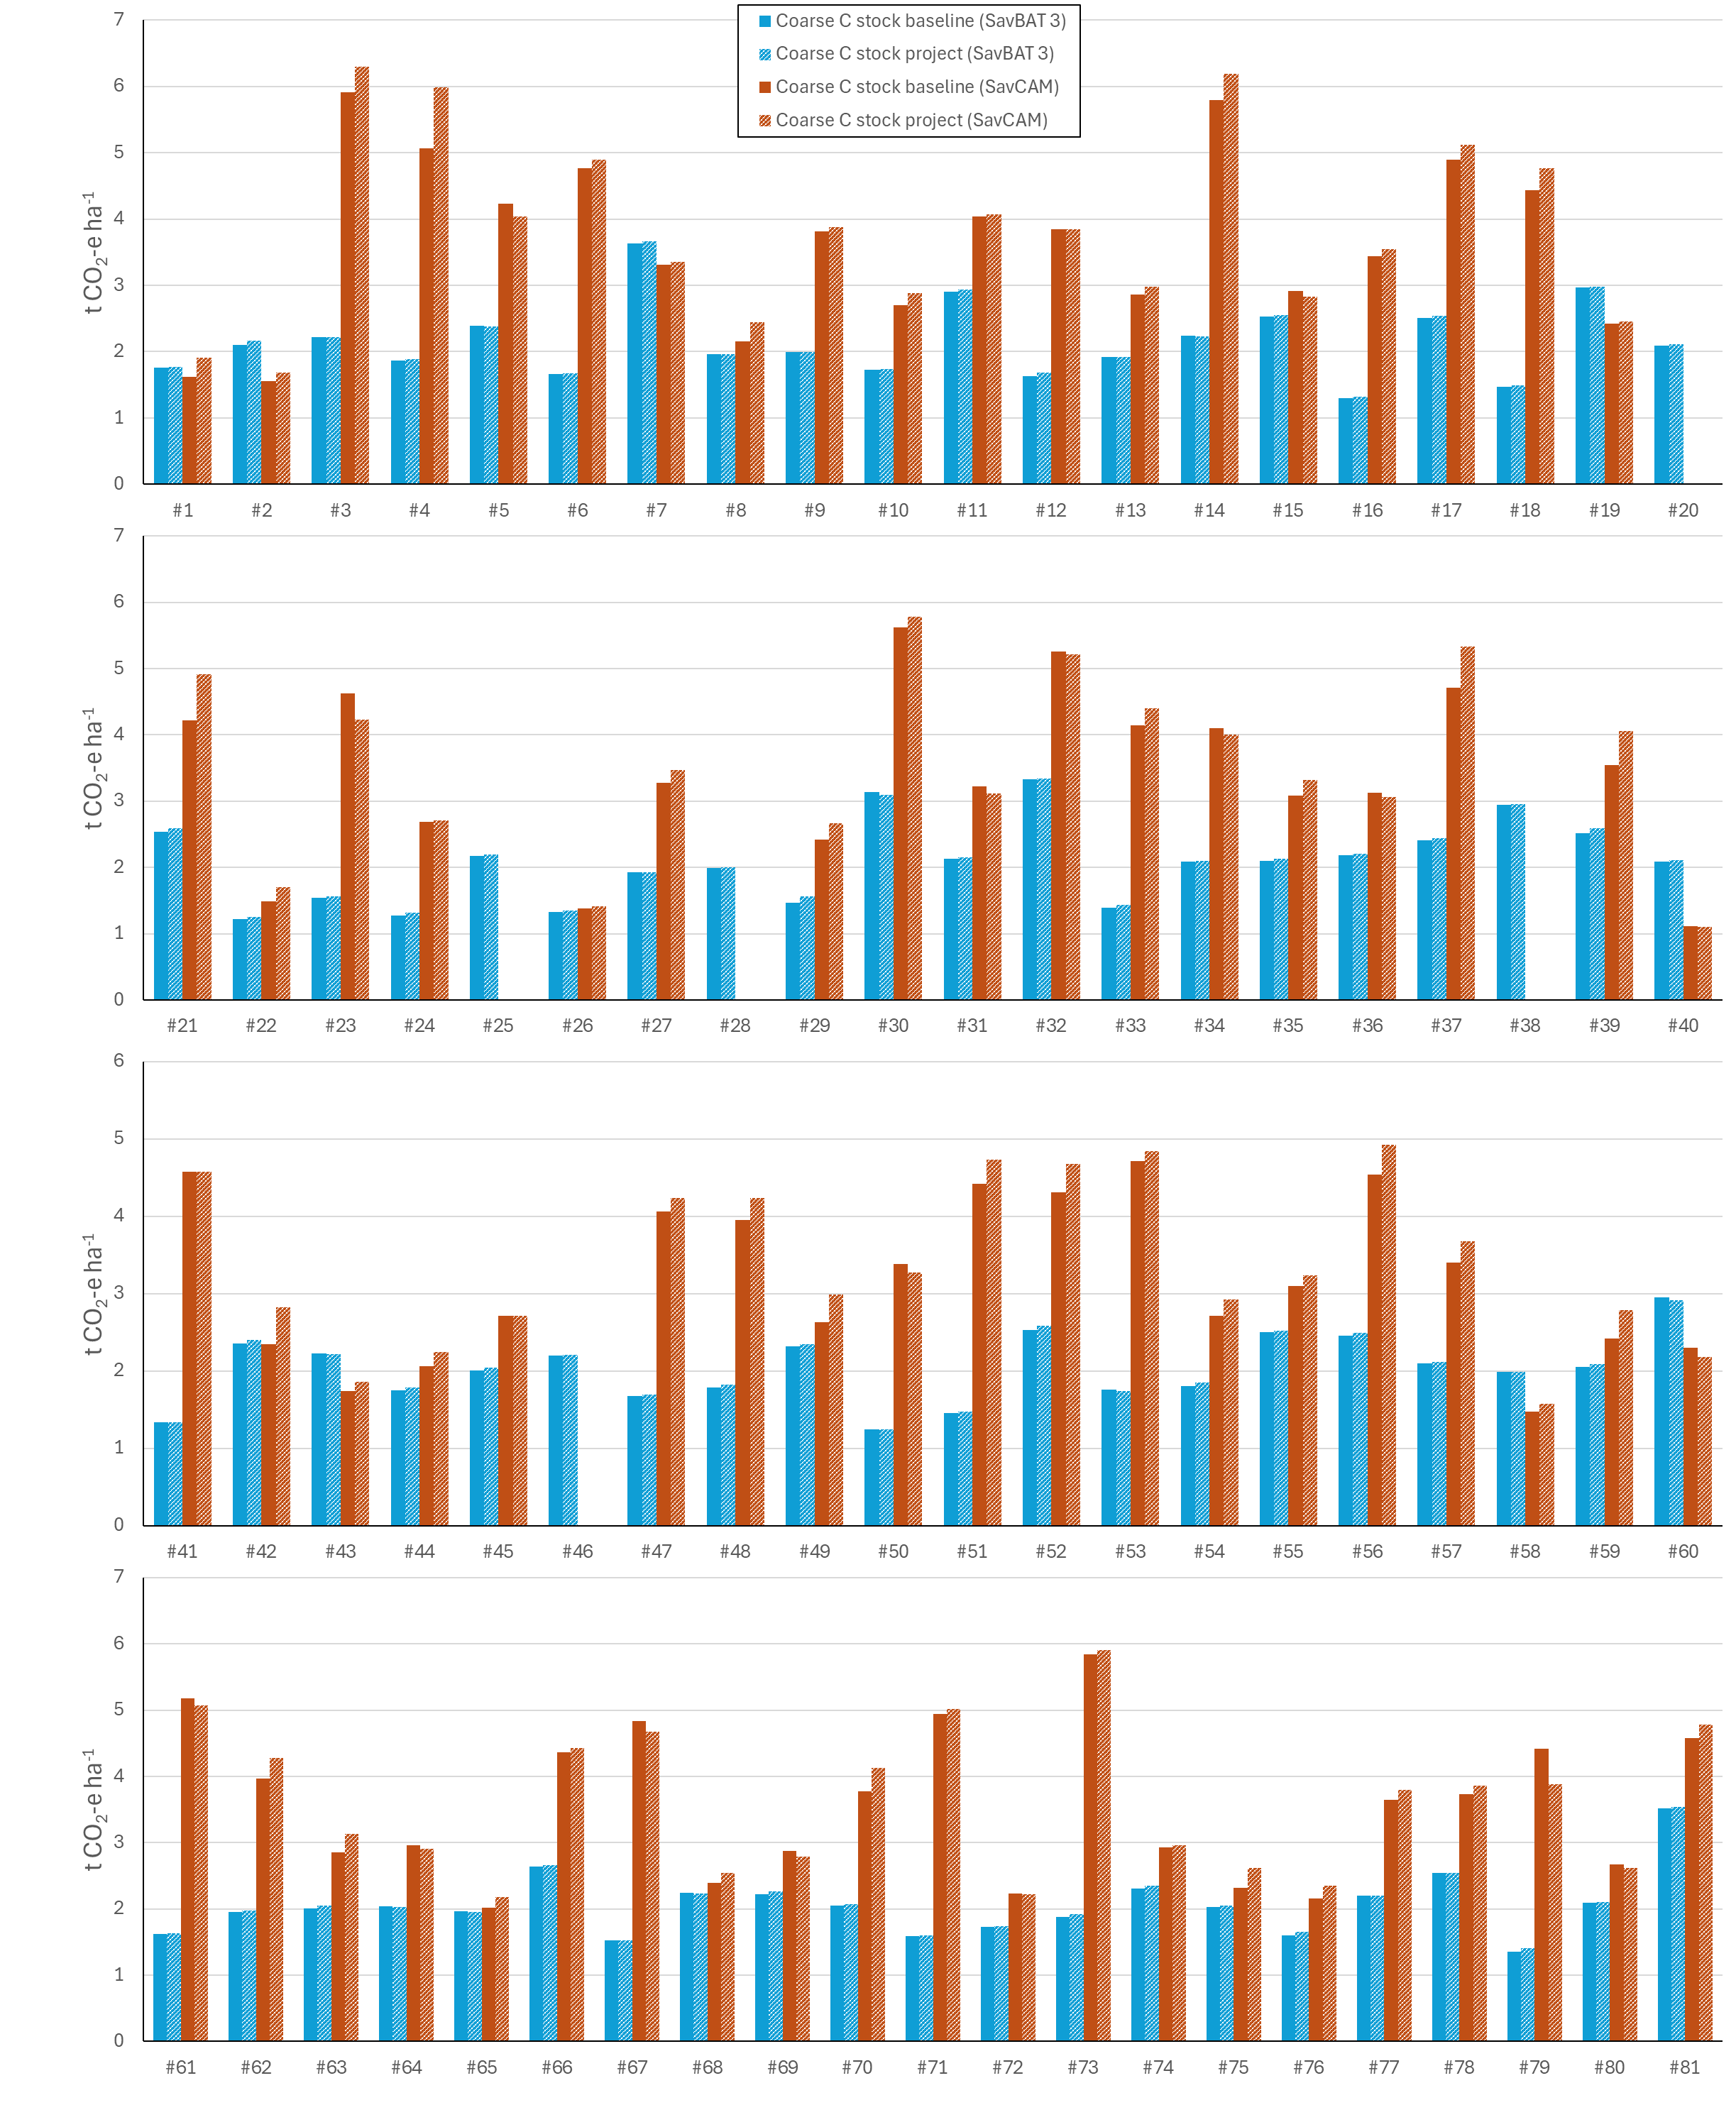 Coarse C stock baseline (SavBAT 3)
Coarse C stock project (SavBAT 3)
Coarse C stock baseline (SavCAM)
Coarse C stock project (SavCAM)
7
6
5
4
3
2
1
0
t CO₂-e ha⁻¹
#1 #2 #3 #4 #5 #6 #7 #8 #9 #10 #11 #12 #13 #14 #15 #16 #17 #18 #19 #20
7
6
5
4
3
2
1
0
t CO₂-e ha⁻¹
#21 #22 #23 #24 #25 #26 #27 #28 #29 #30 #31 #32 #33 #34 #35 #36 #37 #38 #39 #40
6
5
4
3
2
1
0
t CO₂-e ha⁻¹
#41 #42 #43 #44 #45 #46 #47 #48 #49 #50 #51 #52 #53 #54 #55 #56 #57 #58 #59 #60
7
6
5
4
3
2
1
0
t CO₂-e ha⁻¹
#61 #62 #63 #64 #65 #66 #67 #68 #69 #70 #71 #72 #73 #74 #75 #76 #77 #78 #79 #80 #81